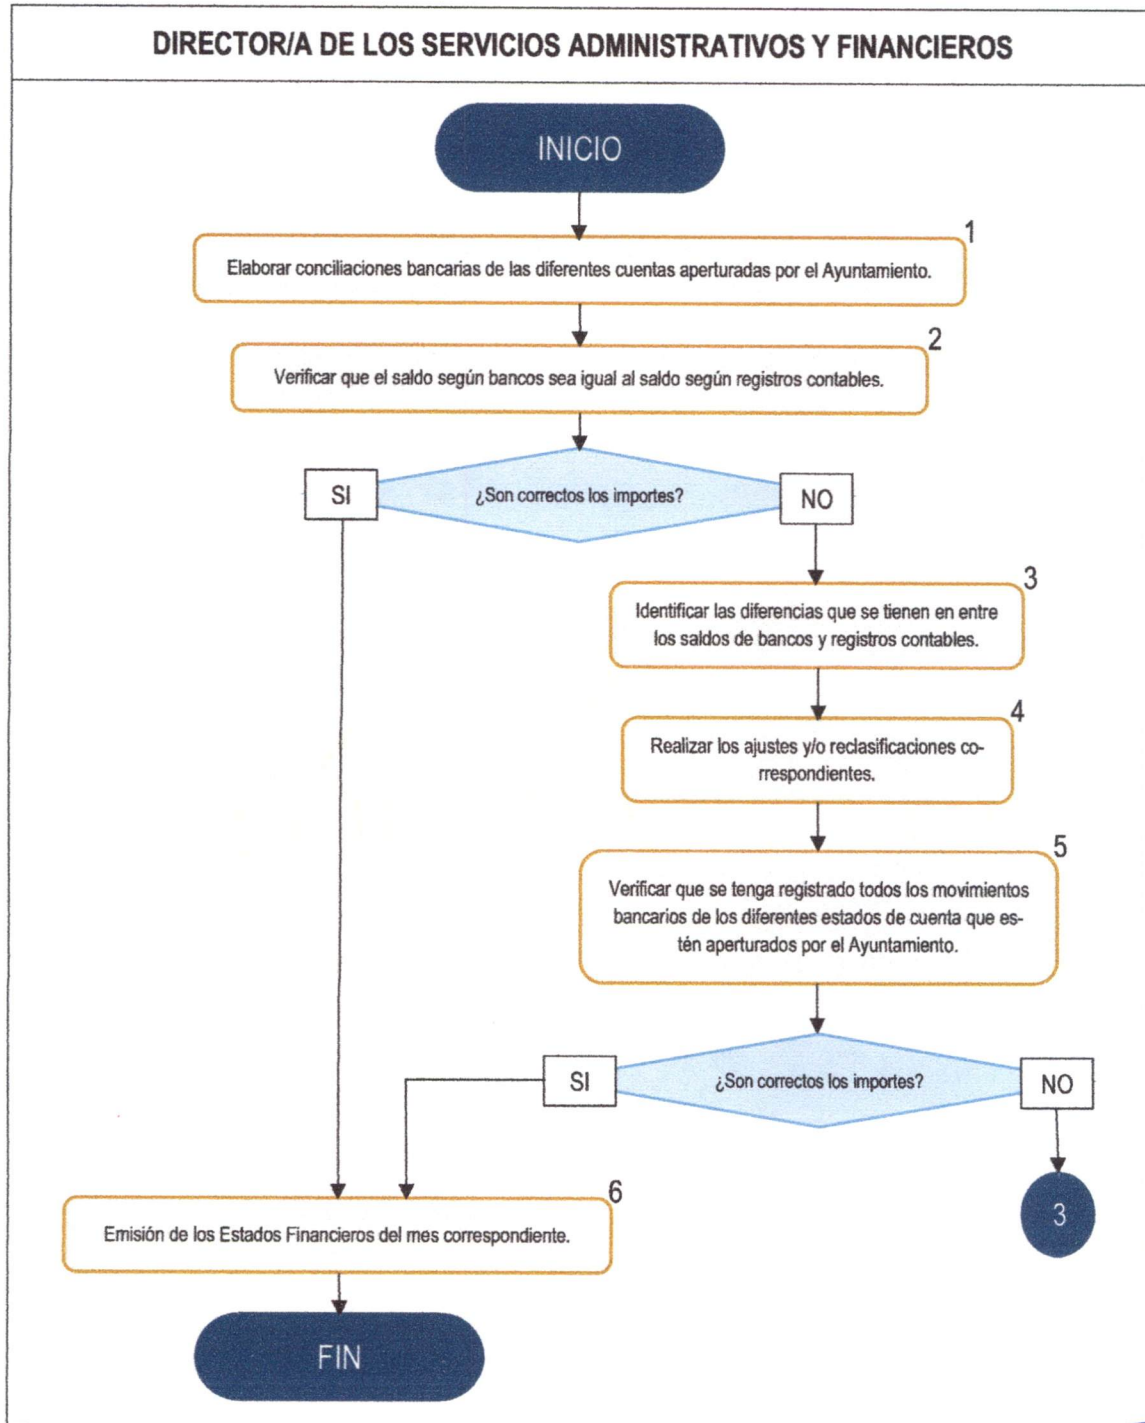 DIRECTOR/A DE LOS SERVICIOS ADMINISTRATIVOS Y FINANCIEROS
INICIO
1
Elaborar conciliaciones bancarias de las diferentes cuentas aperturadas por el Ayuntamiento.
2
Verificar que el saldo según bancos sea igual al saldo según registros contables.
SI
¿Son correctos los importes?
NO
3
Identificar las diferencias que se tienen en entre
los saldos de bancos y registros contables.
4
Realizar los ajustes y/o reclasificaciones co-
rrespondientes.
5
Verificar que se tenga registrado todos los movimientos
bancarios de los diferentes estados de cuenta que es-
tén aperturados por el Ayuntamiento.
SI
¿Son correctos los importes?
NO
3
6
Emisión de los Estados Financieros del mes correspondiente.
FIN